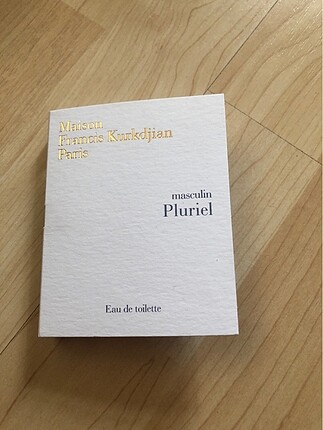 Maison
Francis Kurkdjian
Paris
masculin
Pluriel
Eau de toilette